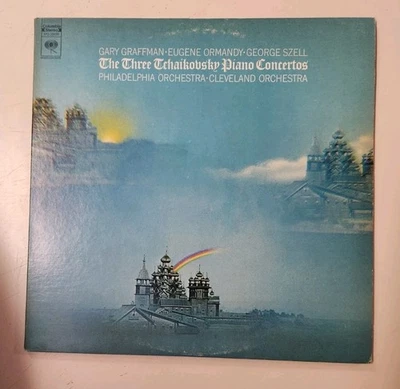 GARY GRAFFMAN•EUGENE ORMANDY•GEORGE SZELL
The Three Tchaikovsky Piano Concertos
PHILADELPHIA ORCHESTRA•CLEVELAND ORCHESTRA